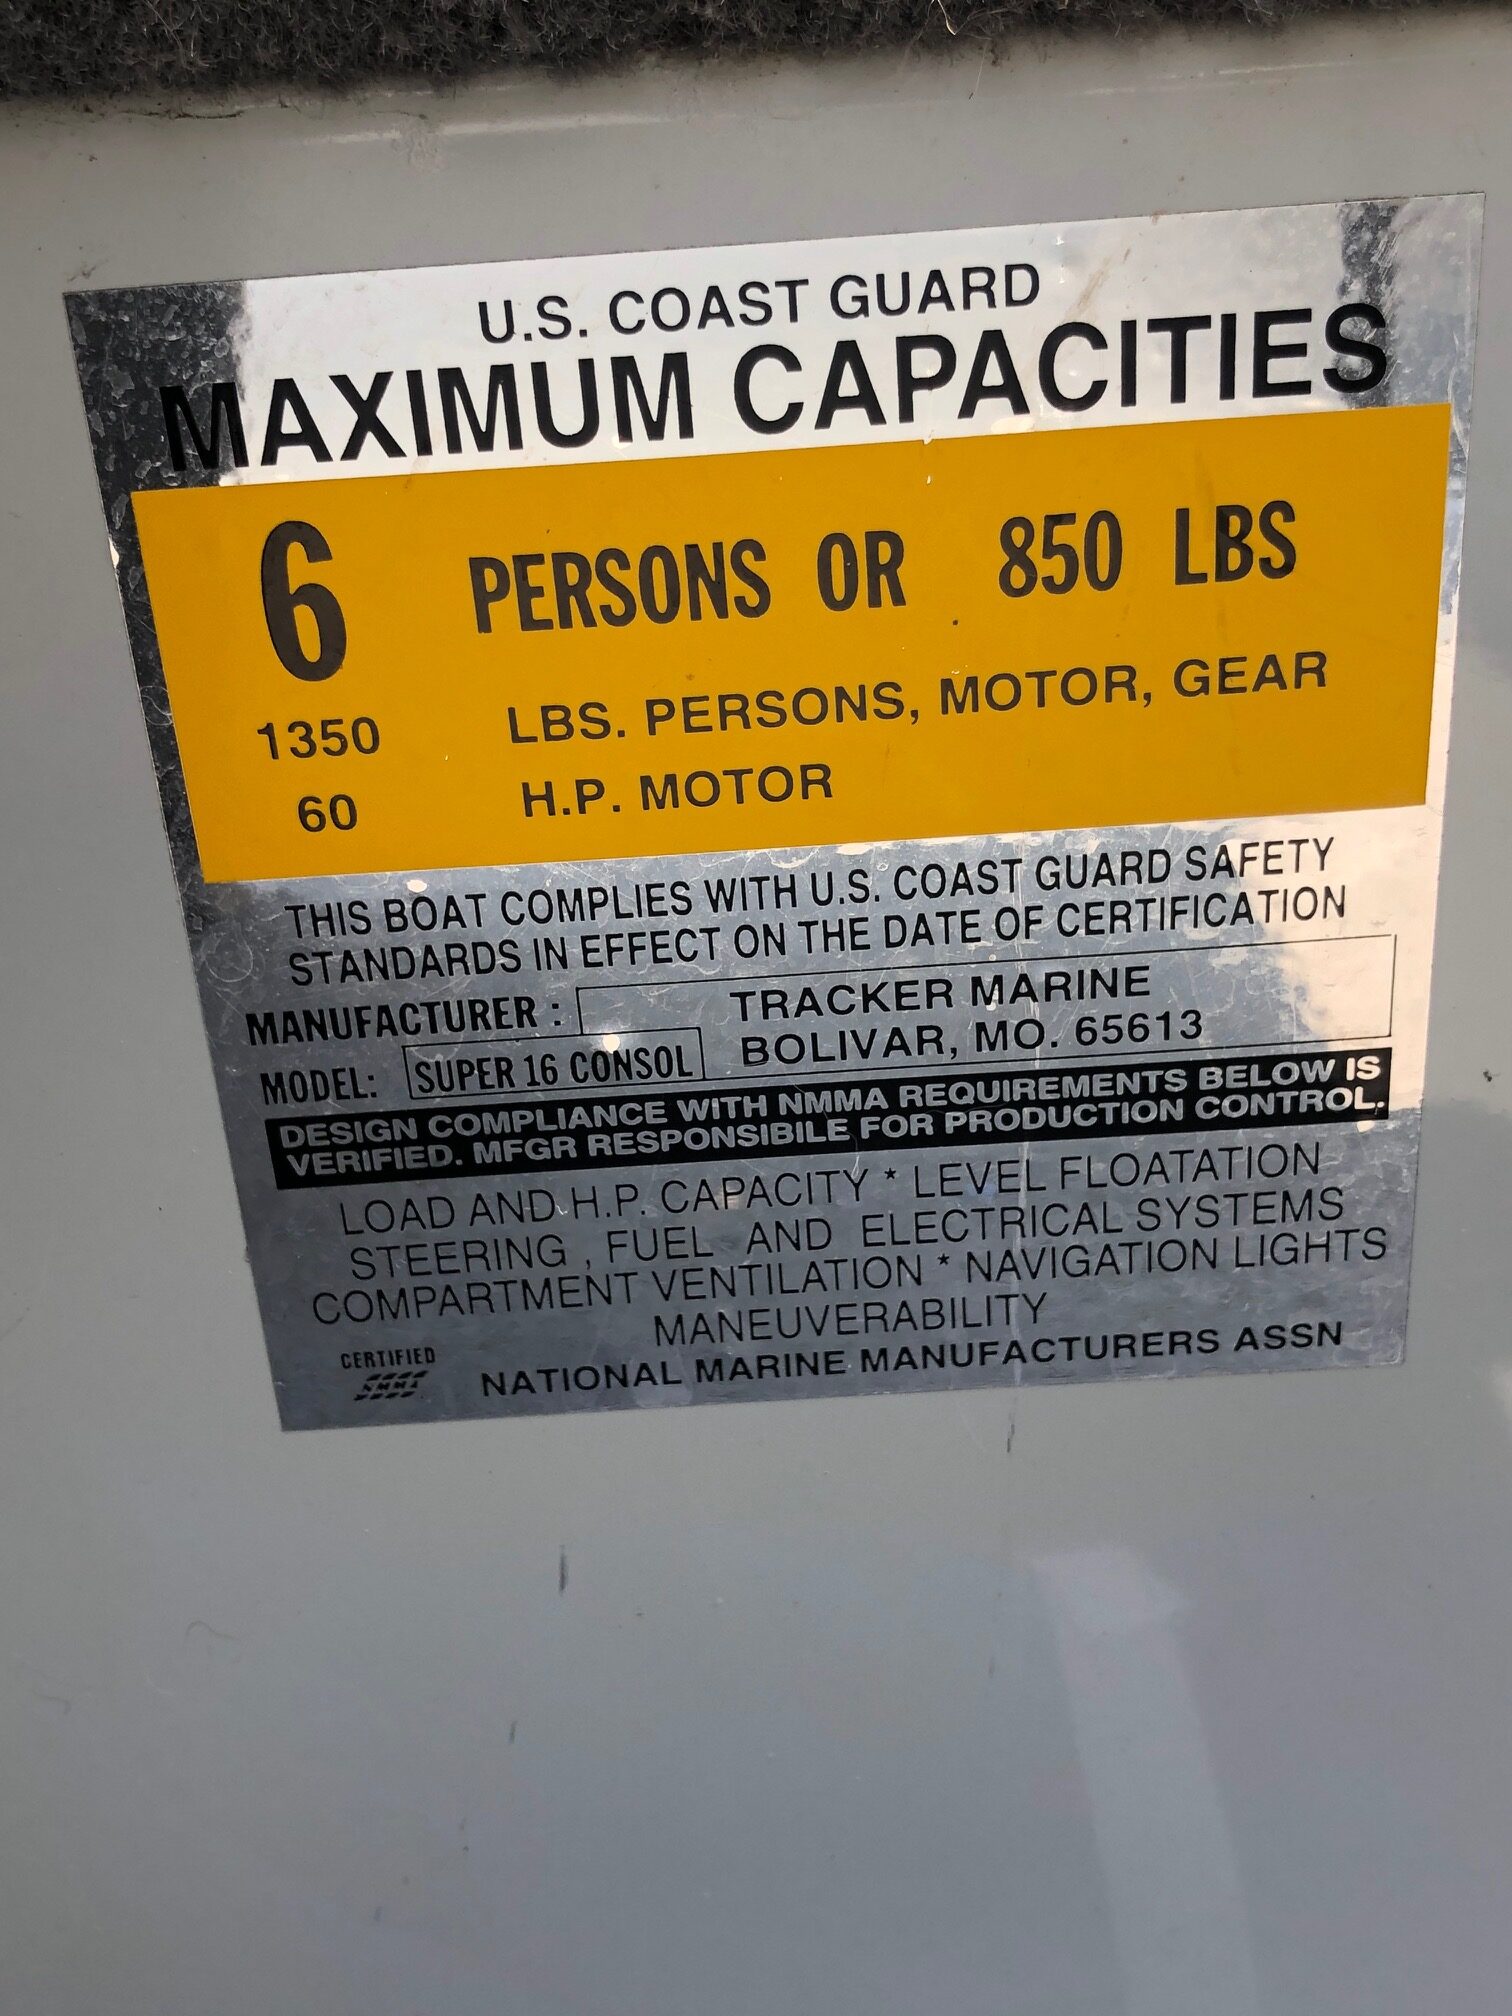 U.S. COAST GUARD
MAXIMUM CAPACITIES
6 PERSONS OR 850 LBS
1350 LBS. PERSONS, MOTOR, GEAR
60 H.P. MOTOR
THIS BOAT COMPLIES WITH U.S. COAST GUARD SAFETY
STANDARDS IN EFFECT ON THE DATE OF CERTIFICATION
MANUFACTURER : TRACKER MARINE
BOLIVAR, MO. 65613
MODEL: SUPER 16 CONSOL
DESIGN COMPLIANCE WITH NMMA REQUIREMENTS BELOW IS
VERIFIED. MFGR RESPONSIBILE FOR PRODUCTION CONTROL.
LOAD AND H.P. CAPACITY * LEVEL FLOATATION
STEERING , FUEL AND ELECTRICAL SYSTEMS
COMPARTMENT VENTILATION * NAVIGATION LIGHTS
MANEUVERABILITY
CERTIFIED
NMMA
NATIONAL MARINE MANUFACTURERS ASSN